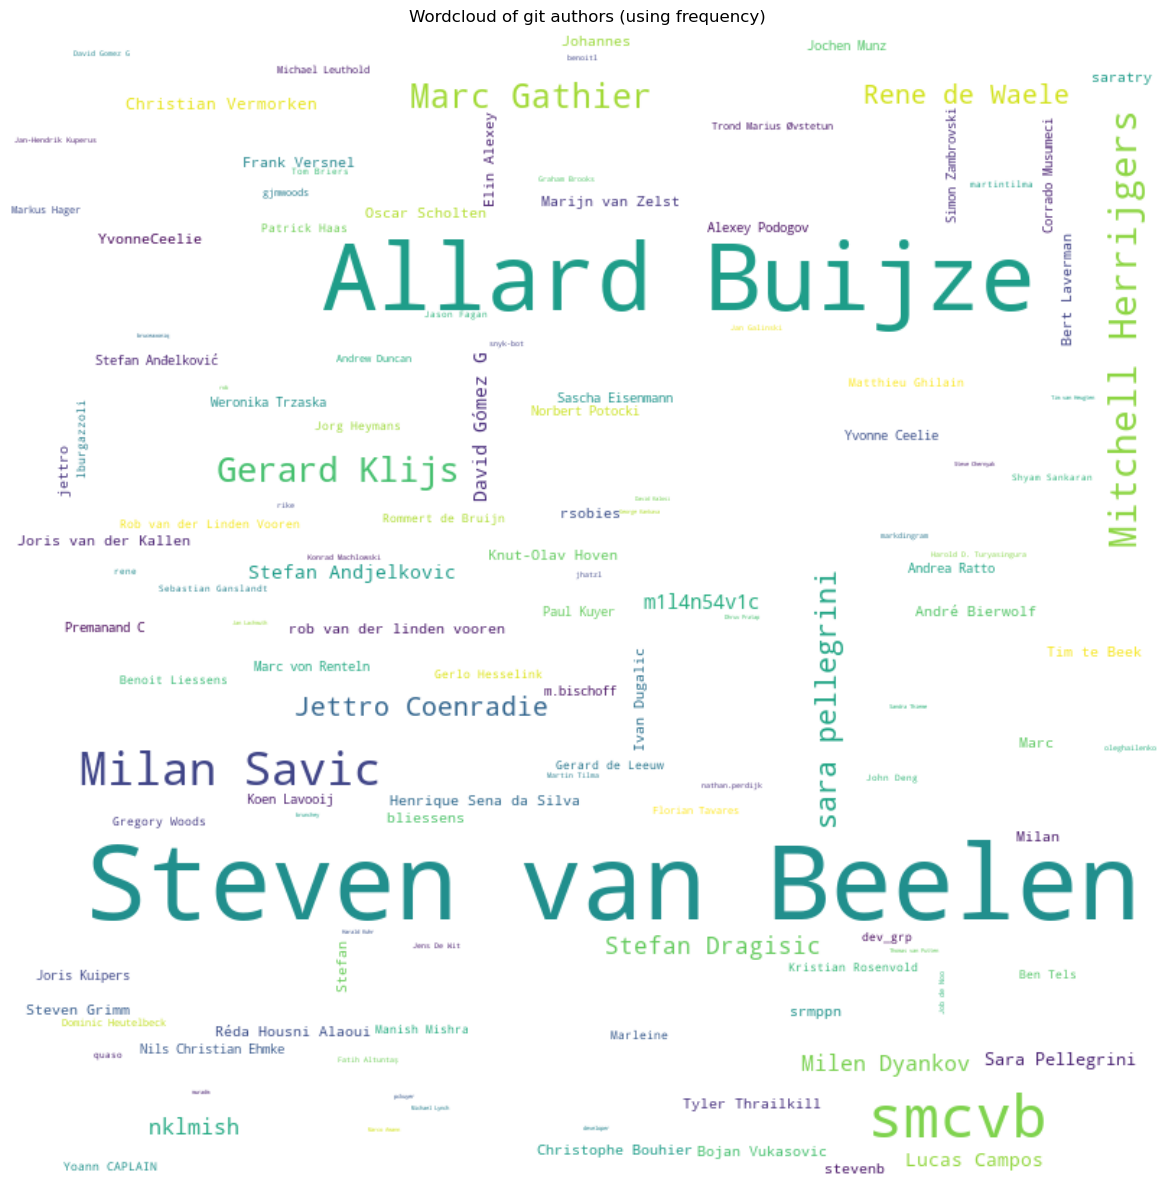 Wordcloud of git authors (using frequency)
Johannes
Jochen Munz
David Gomez G
benoitl
Michael Leuthold
saratry
Marc Gathier
Rene de Waele
Christian Vermorken
Trond Marius Øvstetun
Jan-Hendrik Kuperus
Elin Alexey
Simon Zambrovski
Corrado Musumeci
Mitchell Herrijgers
Frank Versnel
Tom Briers
Graham Brooks
martintilma
gjmwoods
Marijn van Zelst
Markus Hager
Oscar Scholten
Patrick Haas
Alexey Podogov
YvonneCeelie
Allard Buijze
Bert Laverman
Jason Fagan
Jan Galinski
snyk-bot
Stefan Anđelković
Andrew Duncan
David Gómez G
Matthieu Ghilain
Weronika Trzaska
Sascha Eisenmann
Norbert Potocki
lburgazzoli
Jorg Heymans
Yvonne Ceelie
jettro
Gerard Klijs
Steve Chernyak
Shyam Sankaran
rike
rsobies
Rob van der Linden Vooren
Rommert de Bruijn
Joris van der Kallen
markdingram
Konrad Machlowski
Knut-Olav Hoven
Harold D. Turyasingura
rene
Stefan Andjelkovic
jhatzl
Andrea Ratto
Sebastian Ganslandt
m1l4n54v1c
Paul Kuyer
André Bierwolf
sara pellegrini
Premanand C
rob van der linden vooren
Tim te Beek
Marc von Renteln
Benoit Liessens
Gerlo Hesselink
m.bischoff
Ivan Dugalic
Jettro Coenradie
Marc
oleghailenko
Milan Savic
Gerard de Leeuw
Martin Tilma
John Deng
nathan.perdijk
Koen Lavooij
Henrique Sena da Silva
Florian Tavares
Gregory Woods
bliessens
Milan
Steven van Beelen
Jens De Wit
dev_grp
Stefan
Stefan Dragisic
Joris Kuipers
Kristian Rosenvold
Ben Tels
Job de Noo
Steven Grimm
srmppn
Dominic Heutelbeck
Réda Housni Alaoui
Manish Mishra
Marleine
Nils Christian Ehmke
quaso
Fatih Altuntaş
Milen Dyankov
Sara Pellegrini
Michael Lynch
Tyler Thrailkill
smcvb
nklmish
developer
Christophe Bouhier
Bojan Vukasovic
Lucas Campos
Yoann CAPLAIN
stevenb